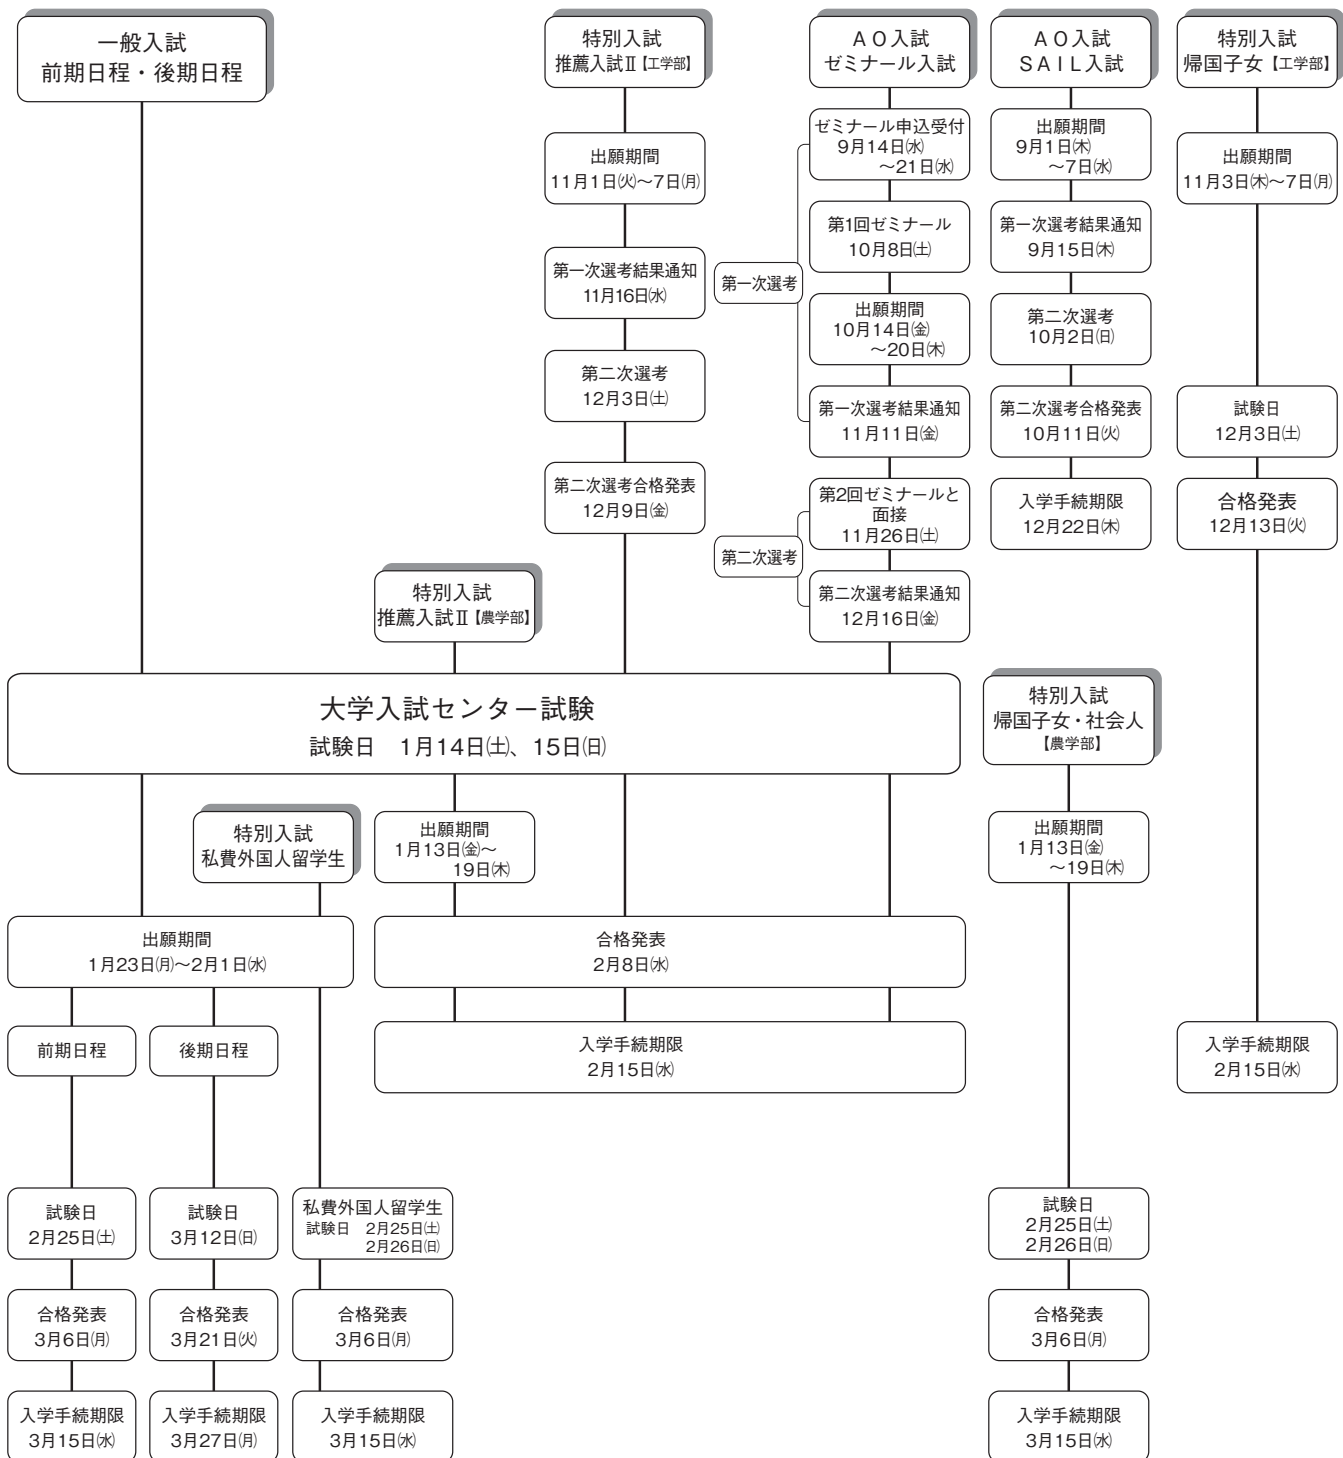 一般入試
前期日程・後期日程
特別入試
推薦入試Ⅱ【工学部】
ＡＯ入試
ゼミナール入試
ＡＯ入試
ＳＡＩＬ入試
特別入試
帰国子女【工学部】
出願期間
11月1日㈫〜7日㈪
第一次選考結果通知
11月16日㈬
第二次選考
12月3日㈯
第二次選考合格発表
12月9日㈮
ゼミナール申込受付
9月14日㈬
〜21日㈬
第1回ゼミナール
10月8日㈯
第一次選考
出願期間
10月14日㈮
〜20日㈭
第一次選考結果通知
11月11日㈮
第2回ゼミナールと
面接
11月26日㈯
第二次選考
第二次選考結果通知
12月16日㈮
出願期間
9月1日㈭
〜7日㈬
第一次選考結果通知
9月15日㈭
第二次選考
10月2日㈰
第二次選考合格発表
10月11日㈫
入学手続期限
12月22日㈭
出願期間
11月3日㈭〜7日㈪
試験日
12月3日㈯
合格発表
12月13日㈫
特別入試
推薦入試Ⅱ【農学部】
大学入試センター試験
試験日　1月14日㈯、15日㈰
特別入試
帰国子女・社会人
【農学部】
特別入試
私費外国人留学生
出願期間
1月13日㈮〜
19日㈭
出願期間
1月13日㈮
〜19日㈭
出願期間
1月23日㈪〜2月1日㈬
合格発表
2月8日㈬
前期日程
後期日程
入学手続期限
2月15日㈬
入学手続期限
2月15日㈬
試験日
2月25日㈯
試験日
3月12日㈰
私費外国人留学生
試験日　2月25日㈯
2月26日㈰
試験日
2月25日㈯
2月26日㈰
合格発表
3月6日㈪
合格発表
3月21日㈫
合格発表
3月6日㈪
合格発表
3月6日㈪
入学手続期限
3月15日㈬
入学手続期限
3月27日㈪
入学手続期限
3月15日㈬
入学手続期限
3月15日㈬